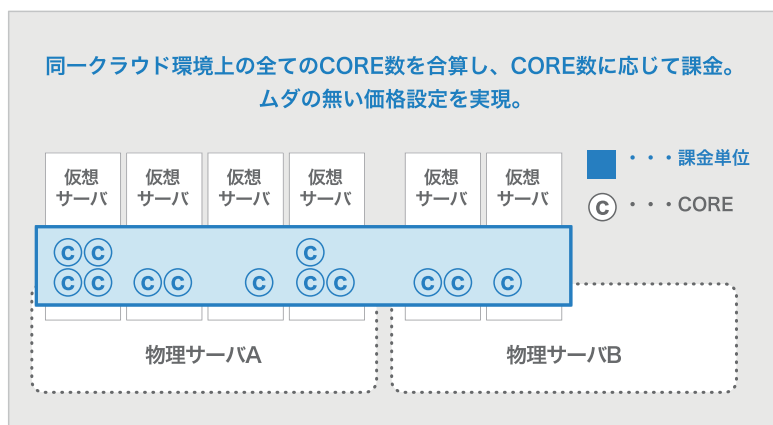 同一クラウド環境上の全てのCORE数を合算し、CORE数に応じて課金。
ムダの無い価格設定を実現。
仮想
サーバ
仮想
サーバ
仮想
サーバ
仮想
サーバ
仮想
サーバ
仮想
サーバ
・・・課金単位
C ・・・CORE
C C
C C
C C
C
C
C C
C C
C
物理サーバA
物理サーバB